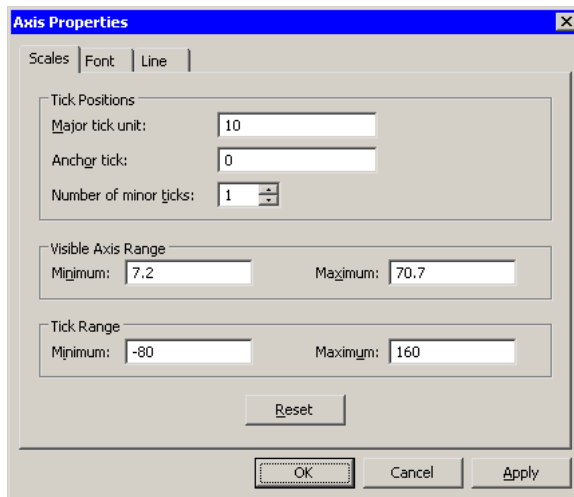 Axis Properties
Scales Font Line
Tick Positions
Major tick unit: 10
Anchor tick: 0
Number of minor ticks: 1
Visible Axis Range
Minimum: 7.2 Maximum: 70.7
Tick Range
Minimum: -80 Maximum: 160
Reset
OK Cancel Apply